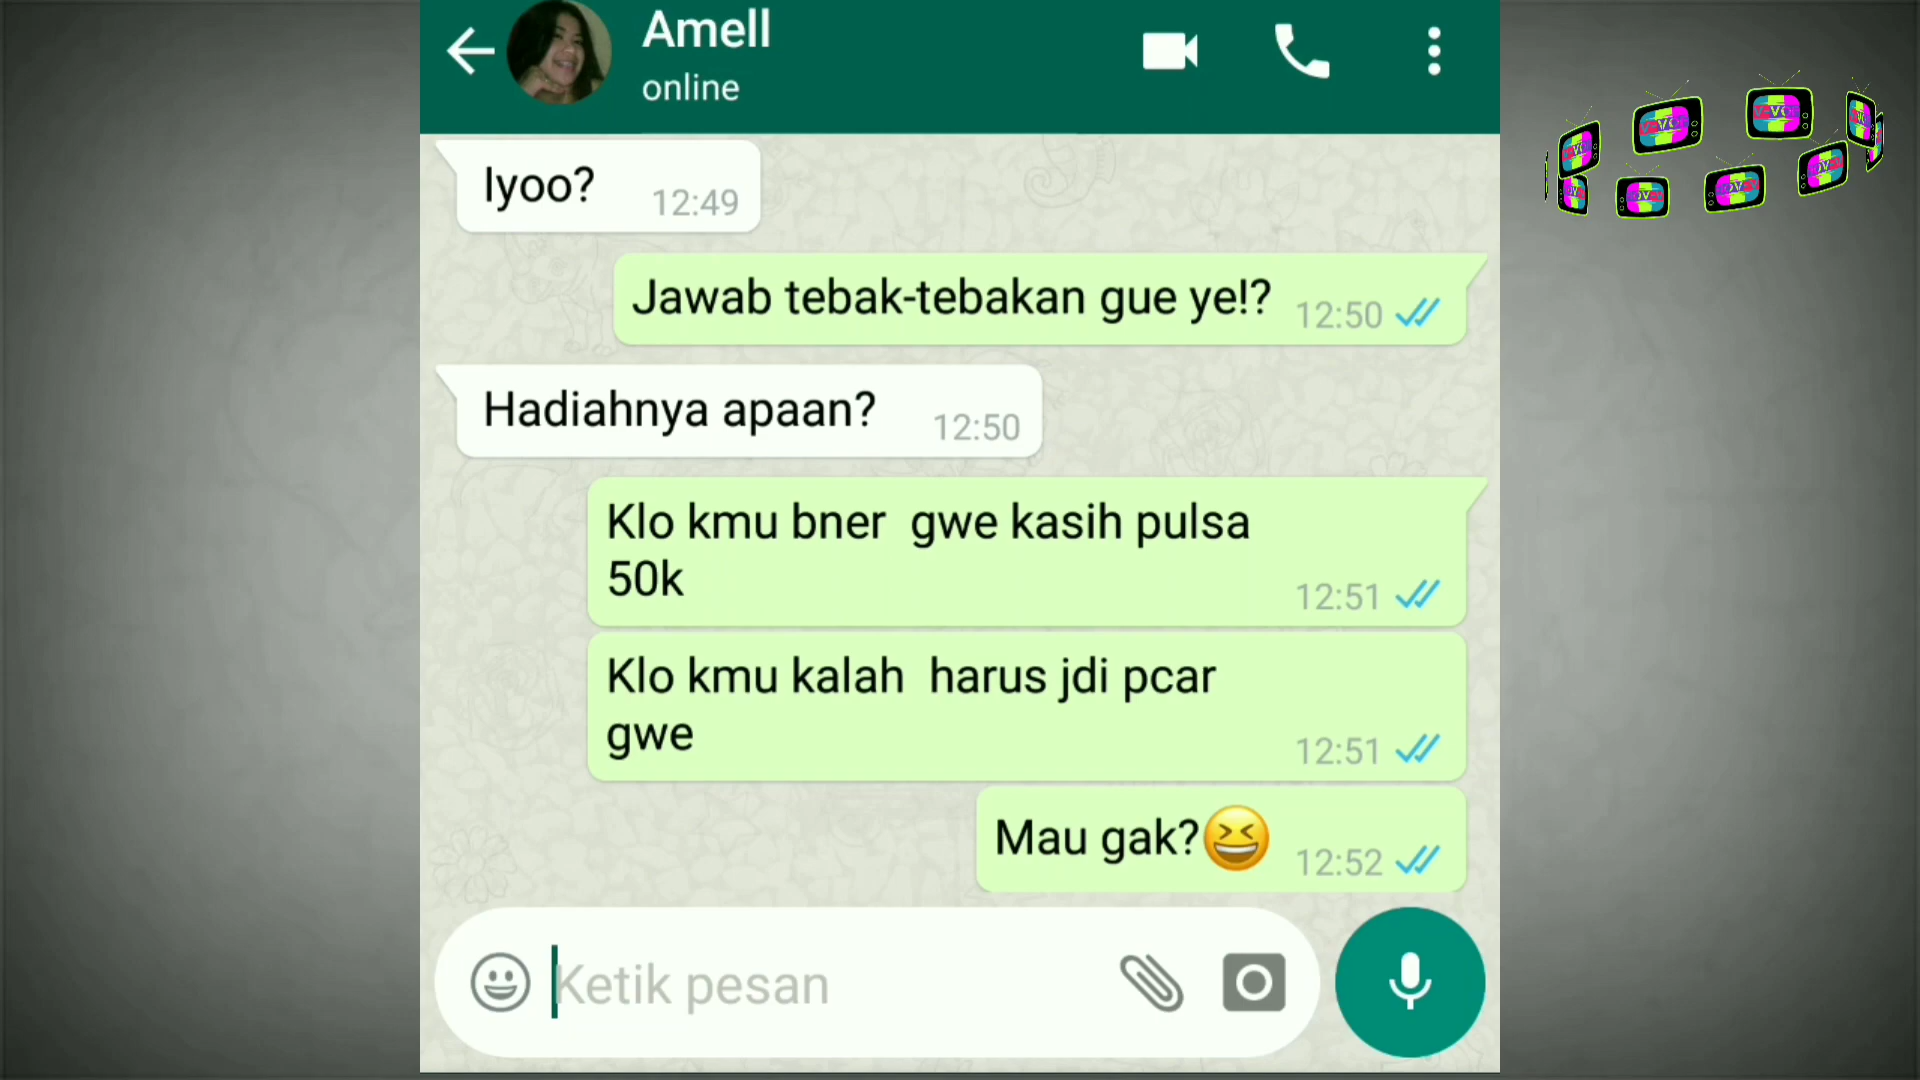 Amell
online
Iyoo?
12:49
Jawab tebak-tebakan gue ye!?
12:50
Hadiahnya apaan?
12:50
Klo kmu bner  gwe kasih pulsa
50k
12:51
Klo kmu kalah  harus jdi pcar
gwe
12:51
Mau gak?😆
12:52
Ketik pesan